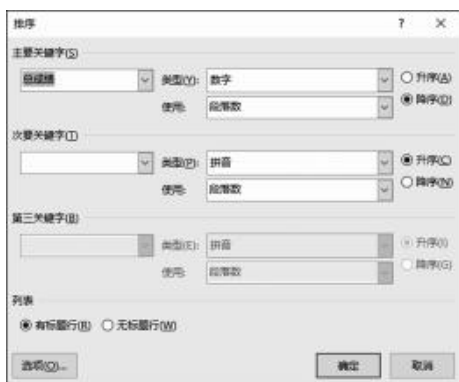 排序 ? ×
主要关键字(S)
总成绩 类型(Y): 数字 升序(A)
使用: 段落数 降序(D)
次要关键字(T)
类型(P): 拼音 升序(C)
使用: 段落数 降序(N)
第三关键字(B)
类型(E): 拼音 升序(I)
使用: 段落数 降序(G)
列表
有标题行(R) 无标题行(W)
选项(O)... 确定 取消